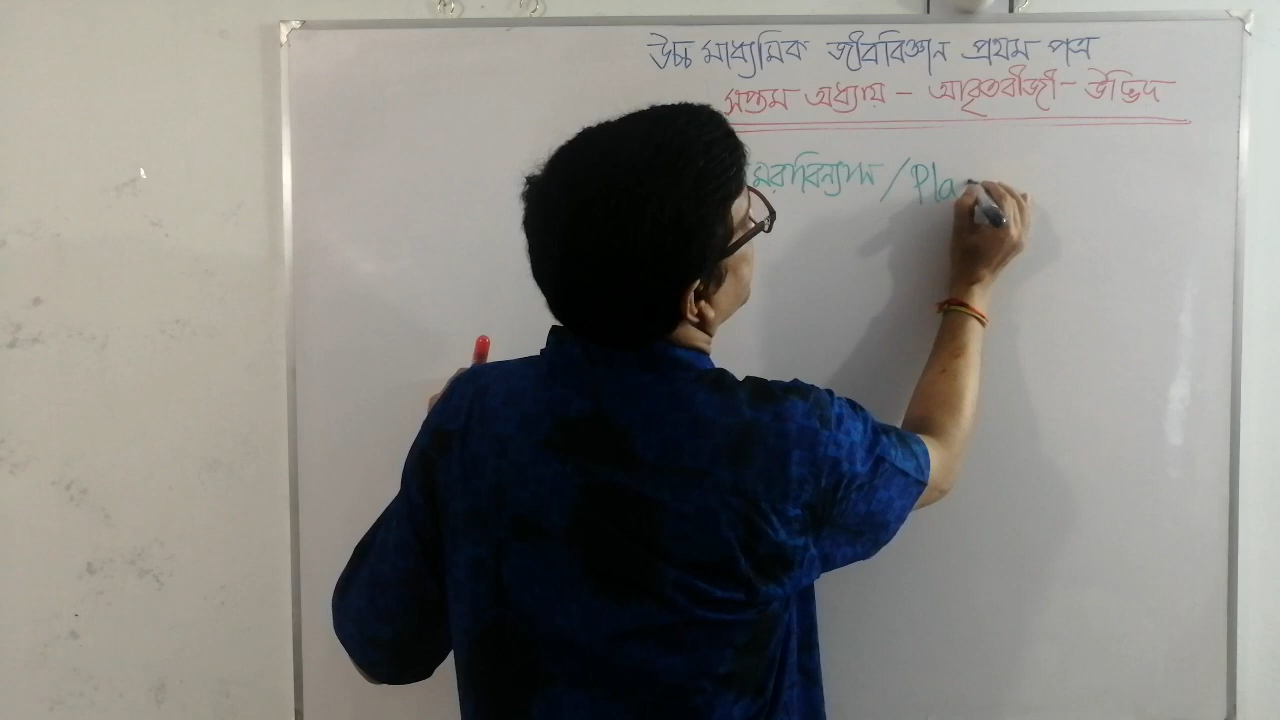 উচ্চ মাধ্যমিক জীববিজ্ঞান প্রথম পত্র
সপ্তম অধ্যায় - আবৃতবীজী - উদ্ভিদ
মরাবিন্যাস / Pla